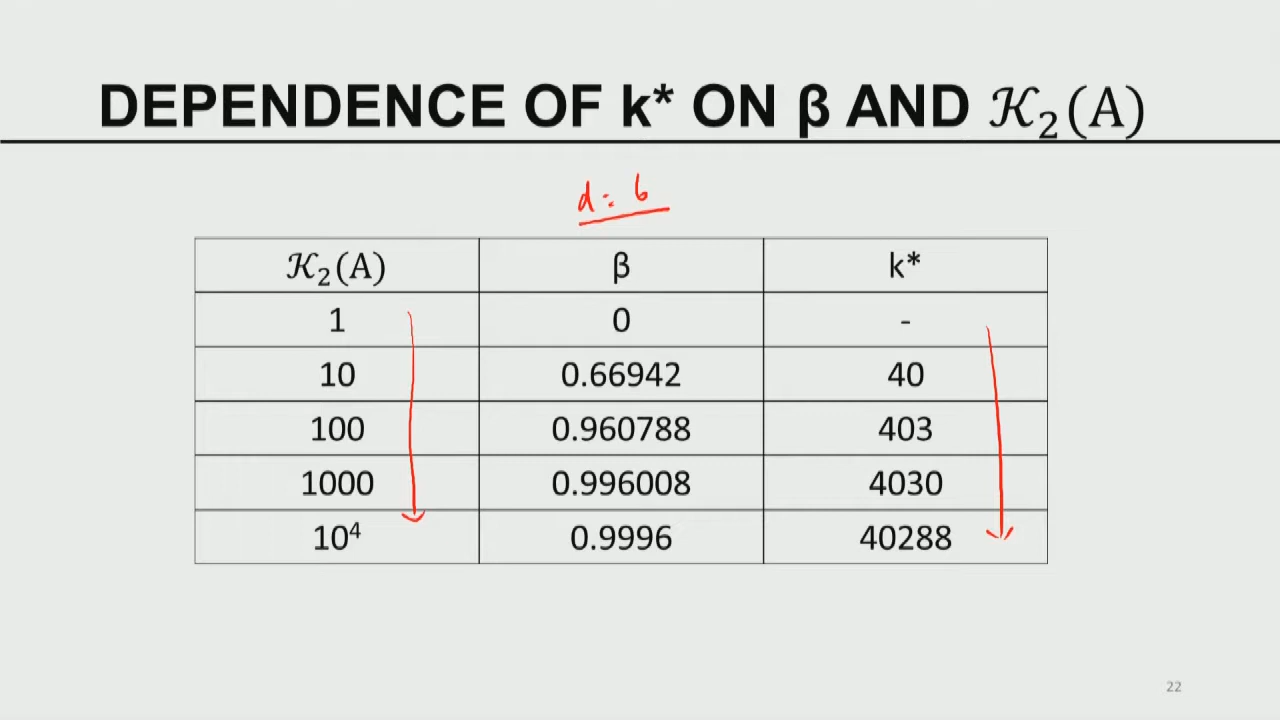 DEPENDENCE OF k* ON β AND 𝒦₂(A)
d = 6
𝒦₂(A) β k*
1 0 -
10 0.66942 40
100 0.960788 403
1000 0.996008 4030
10⁴ 0.9996 40288
22